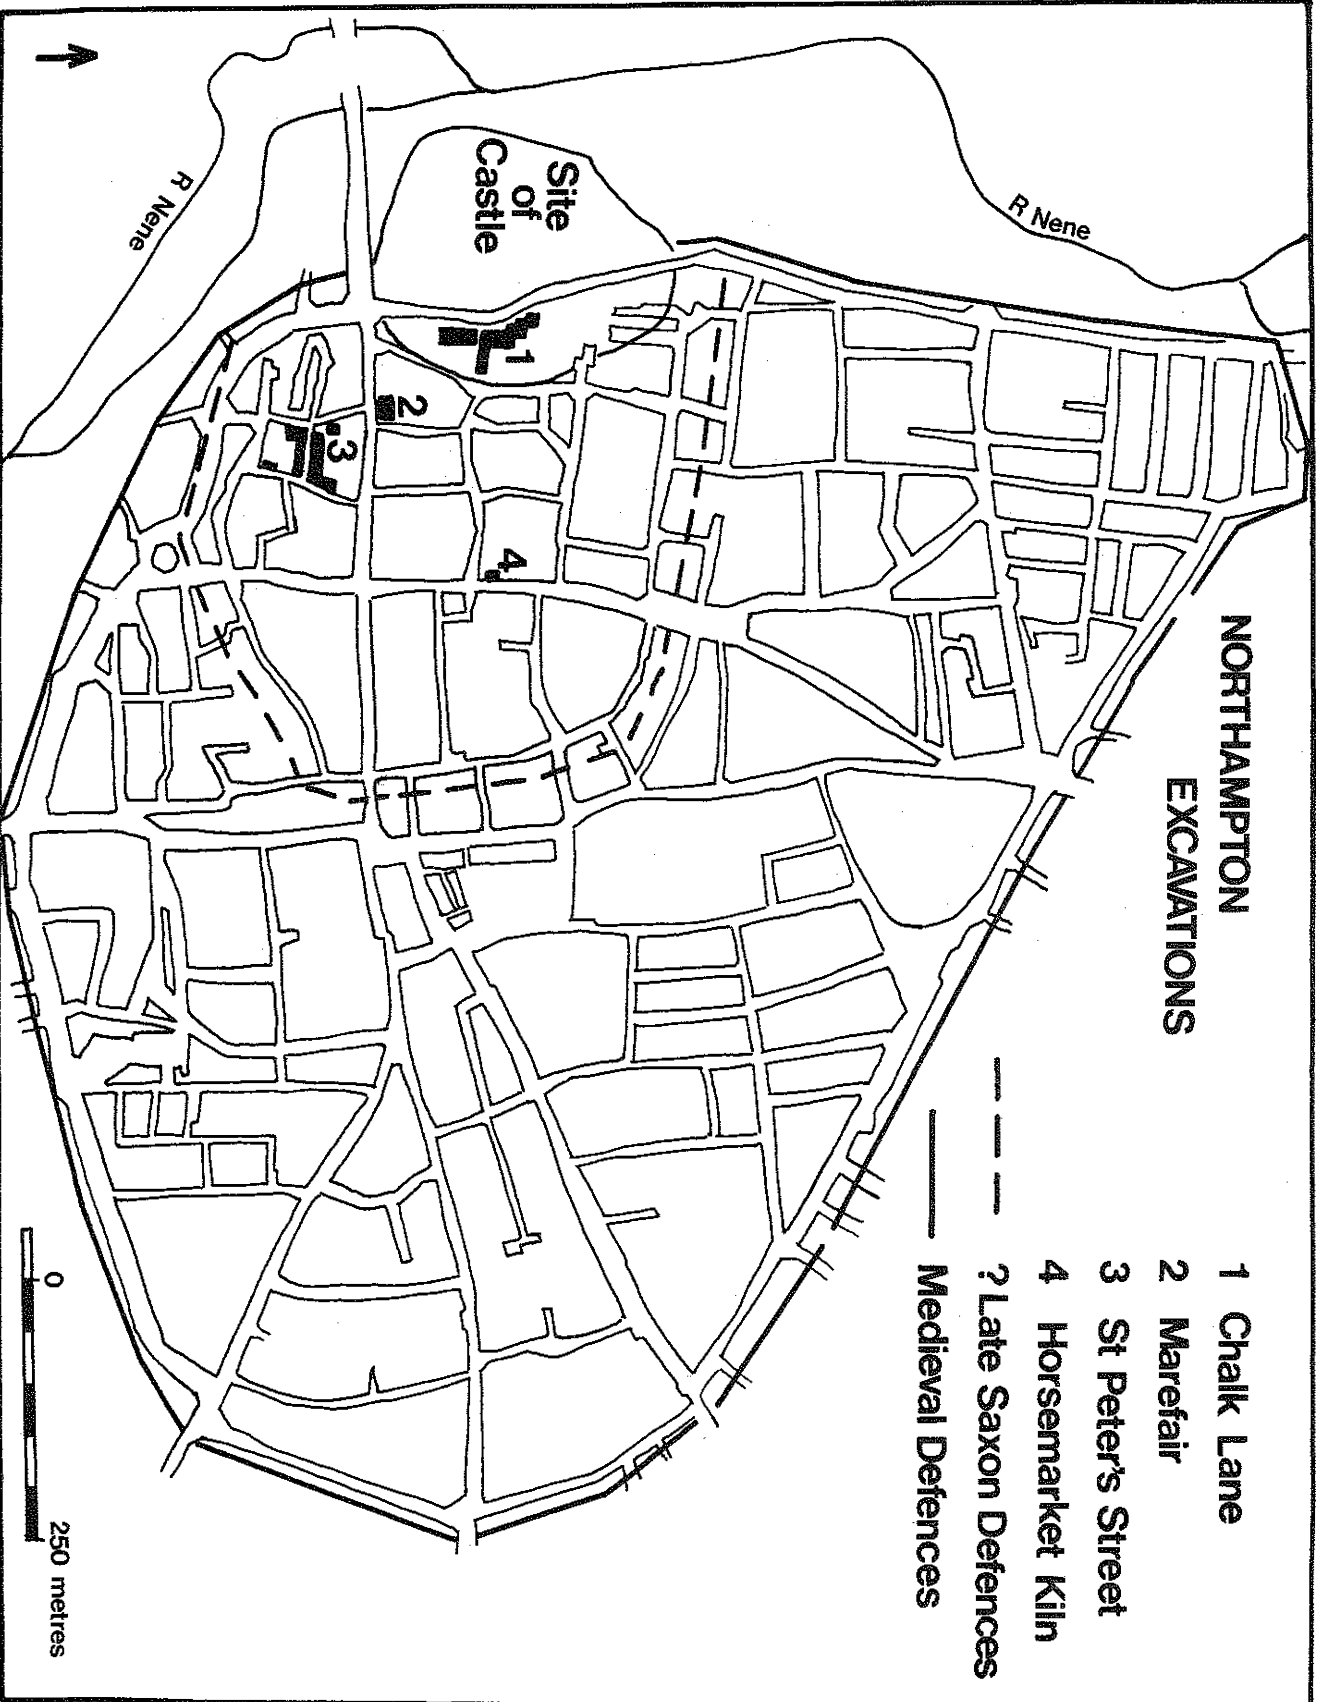 NORTHAMPTON
EXCAVATIONS
1 Chalk Lane
2 Marefair
3 St Peter's Street
4 Horsemarket Kiln
? Late Saxon Defences
Medieval Defences
R Nene
Site
of
Castle
1
2
3
4
R Nene
0
250 metres